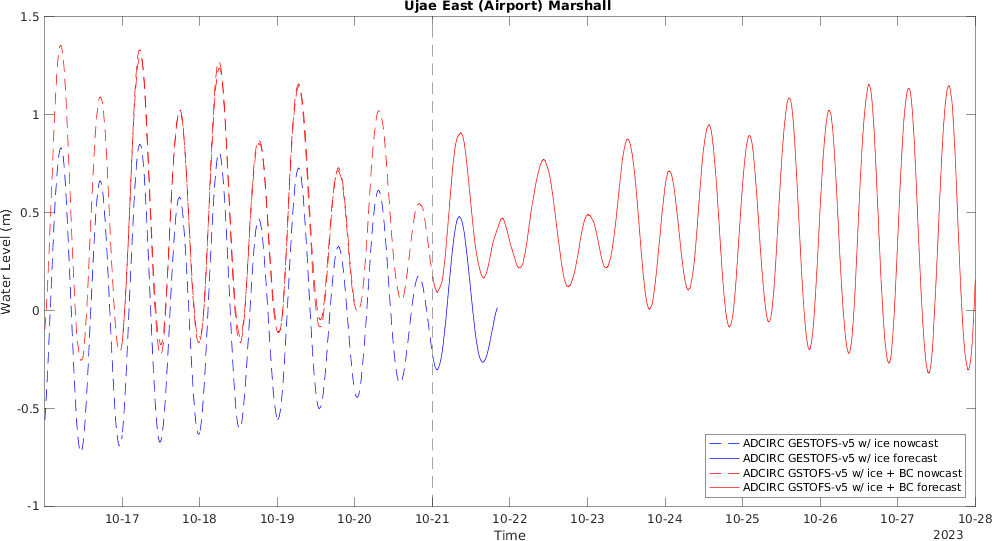 Ujae East (Airport) Marshall
Water Level (m)
1.5
1
0.5
0
-0.5
-1
10-17
10-18
10-19
10-20
10-21
10-22
10-23
10-24
10-25
10-26
10-27
10-28
Time
2023
ADCIRC GESTOFS-v5 w/ ice nowcast
ADCIRC GESTOFS-v5 w/ ice forecast
ADCIRC GSTOFS-v5 w/ ice + BC nowcast
ADCIRC GSTOFS-v5 w/ ice + BC forecast